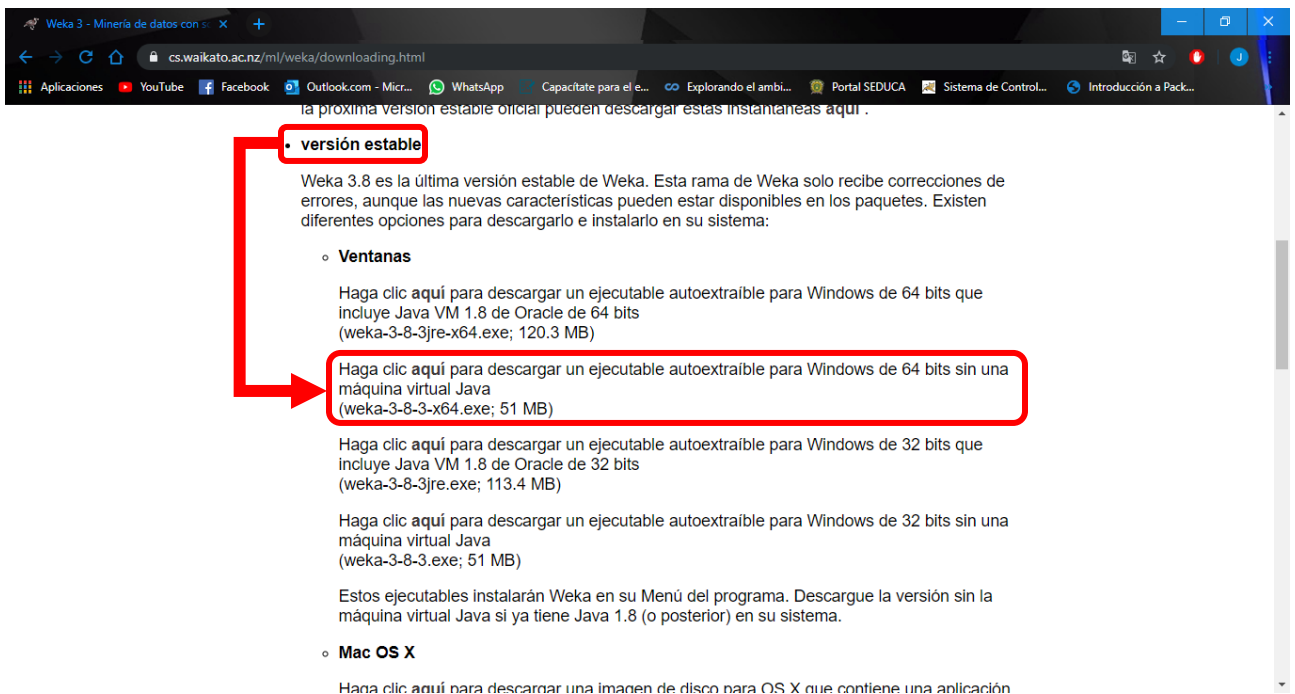 Weka 3 - Minería de datos con s
cs.waikato.ac.nz/ml/weka/downloading.html
J
Aplicaciones YouTube Facebook Outlook.com - Micr... WhatsApp Capacítate para el e... Explorando el ambi... Portal SEDUCA Sistema de Control... Introducción a Pack...
la próxima versión estable oficial pueden descargar estas instantáneas aquí .
• versión estable
Weka 3.8 es la última versión estable de Weka. Esta rama de Weka solo recibe correcciones de
errores, aunque las nuevas características pueden estar disponibles en los paquetes. Existen
diferentes opciones para descargarlo e instalarlo en su sistema:
Ventanas
Haga clic aquí para descargar un ejecutable autoextraíble para Windows de 64 bits que
incluye Java VM 1.8 de Oracle de 64 bits
(weka-3-8-3jre-x64.exe; 120.3 MB)
Haga clic aquí para descargar un ejecutable autoextraíble para Windows de 64 bits sin una
máquina virtual Java
(weka-3-8-3-x64.exe; 51 MB)
Haga clic aquí para descargar un ejecutable autoextraíble para Windows de 32 bits que
incluye Java VM 1.8 de Oracle de 32 bits
(weka-3-8-3jre.exe; 113.4 MB)
Haga clic aquí para descargar un ejecutable autoextraíble para Windows de 32 bits sin una
máquina virtual Java
(weka-3-8-3.exe; 51 MB)
Estos ejecutables instalarán Weka en su Menú del programa. Descargue la versión sin la
máquina virtual Java si ya tiene Java 1.8 (o posterior) en su sistema.
Mac OS X
Haga clic aquí para descargar una imagen de disco para OS X que contiene una aplicación